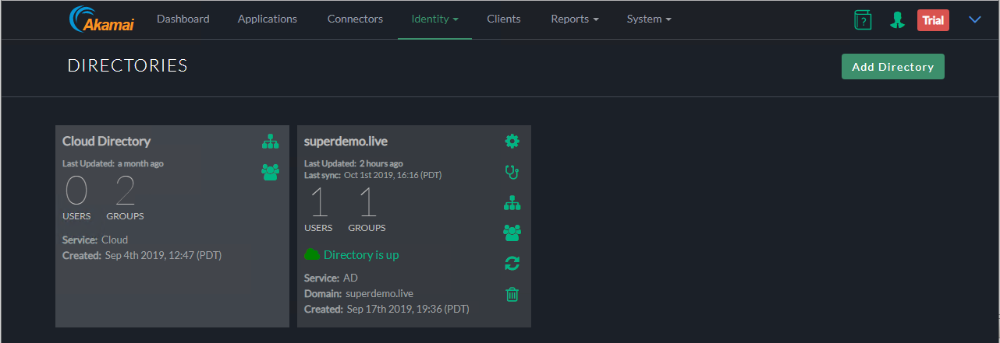 Akamai Dashboard Applications Connectors Identity Clients Reports System ? Trial
DIRECTORIES Add Directory
Cloud Directory
Last Updated: a month ago
0 2
USERS GROUPS
Service: Cloud
Created: Sep 4th 2019, 12:47 (PDT)
superdemo.live
Last Updated: 2 hours ago
Last sync: Oct 1st 2019, 16:16 (PDT)
1 1
USERS GROUPS
Directory is up
Service: AD
Domain: superdemo.live
Created: Sep 17th 2019, 19:36 (PDT)